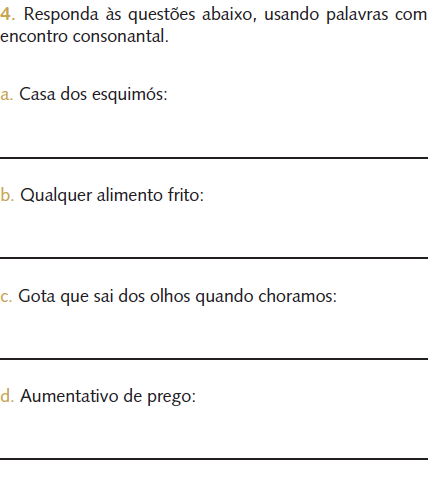 4. Responda às questões abaixo, usando palavras com
encontro consonantal.
a. Casa dos esquimós:
b. Qualquer alimento frito:
c. Gota que sai dos olhos quando choramos:
d. Aumentativo de prego: